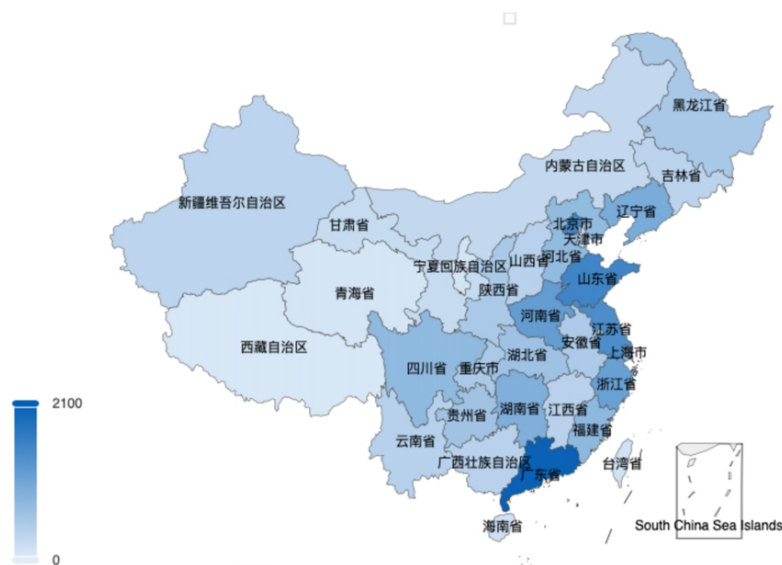 黑龙江省
内蒙古自治区
吉林省
新疆维吾尔自治区
辽宁省
甘肃省
北京市
天津市
河北省
山西省
宁夏回族自治区
山东省
陕西省
青海省
河南省
江苏省
安徽省
西藏自治区
上海市
湖北省
四川省
重庆市
浙江省
2100
湖南省
江西省
贵州省
福建省
云南省
广西壮族自治区
台湾省
广东省
海南省
South China Sea Islands
0